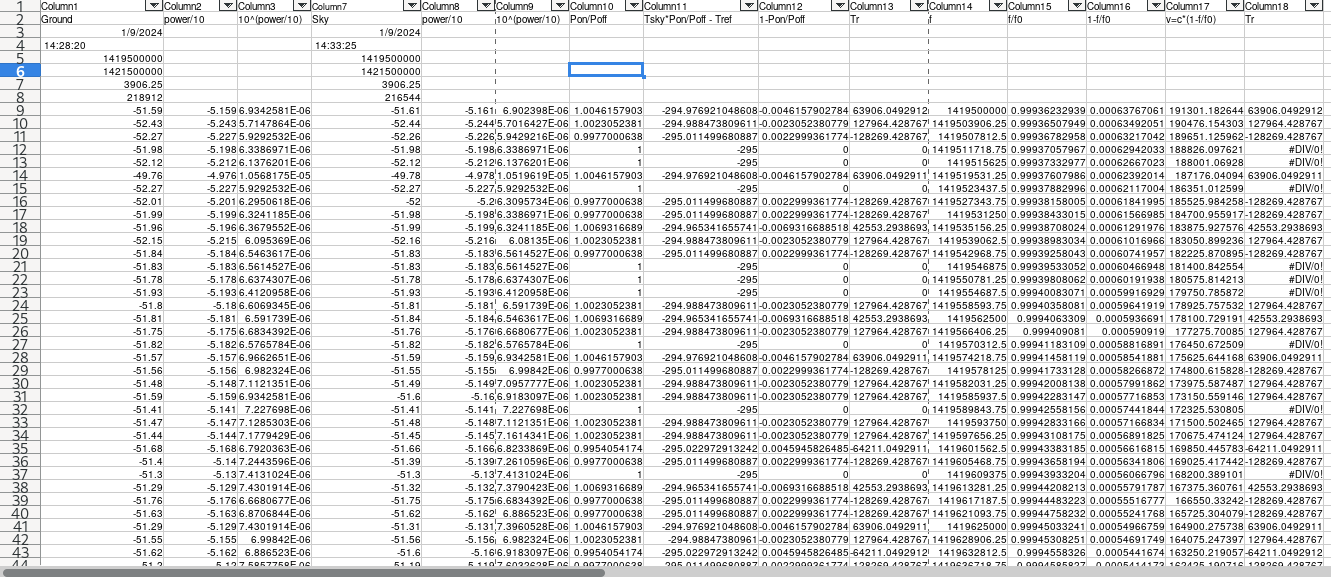 1 Column1 Column2 Column3 Column7 Column8 Column9 Column10 Column11 Column12 Column13 Column14 Column15 Column16 Column17 Column18
2 Ground power/10 10^(power/10) Sky power/10 10^(power/10) Pon/Poff Tsky*Pon/Poff - Tref 1-Pon/Poff Tr f f/f0 1-f/f0 v=c*(1-f/f0) Tr
3 1/9/2024 1/9/2024
4 14:28:20 14:33:25
5 1419500000 1419500000
6 1421500000 1421500000
7 3906.25 3906.25
8 218912 216544
9 -51.59 -5.159 6.9342581E-06 -51.61 -5.161 6.902398E-06 1.0046157903 -294.976921048608 -0.0046157902784 63906.0492912 1419500000 0.99936232939 0.00063767061 191301.182644 63906.0492912
10 -52.43 -5.243 5.7147864E-06 -52.44 -5.244 5.7016427E-06 1.0023052381 -294.988473809611 -0.0023052380779 127964.428767 1419503906.25 0.99936507949 0.00063492051 190476.154303 127964.428767
11 -52.27 -5.227 5.9292532E-06 -52.26 -5.226 5.9429216E-06 0.9977000638 -295.011499680887 0.0022999361774 -128269.428767 1419507812.5 0.99936782958 0.00063217042 189651.125962 -128269.428767
12 -51.98 -5.198 6.3386971E-06 -51.98 -5.198 6.3386971E-06 1 -295 0 0 1419511718.75 0.99937057967 0.00062942033 188826.097621 #DIV/0!
13 -52.12 -5.212 6.1376201E-06 -52.12 -5.212 6.1376201E-06 1 -295 0 0 1419515625 0.99937332977 0.00062667023 188001.06928 #DIV/0!
14 -49.76 -4.976 1.0568175E-05 -49.78 -4.978 1.0519619E-05 1.0046157903 -294.976921048608 -0.0046157902784 63906.0492911 1419519531.25 0.99937607986 0.00062392014 187176.04094 63906.0492911
15 -52.27 -5.227 5.9292532E-06 -52.27 -5.227 5.9292532E-06 1 -295 0 0 1419523437.5 0.99937882996 0.00062117004 186351.012599 #DIV/0!
16 -52.01 -5.201 6.2950618E-06 -52 -5.2 6.3095734E-06 0.9977000638 -295.011499680887 0.0022999361774 -128269.428767 1419527343.75 0.99938158005 0.00061841995 185525.984258 -128269.428767
17 -51.99 -5.199 6.3241185E-06 -51.98 -5.198 6.3386971E-06 0.9977000638 -295.011499680887 0.0022999361774 -128269.428767 1419531250 0.99938433015 0.00061566985 184700.955917 -128269.428767
18 -51.96 -5.196 6.3679552E-06 -51.99 -5.199 6.3241185E-06 1.0069316689 -294.965341655741 -0.0069316688518 42553.2938693 1419535156.25 0.99938708024 0.00061291976 183875.927576 42553.2938693
19 -52.15 -5.215 6.095369E-06 -52.16 -5.216 6.08135E-06 1.0023052381 -294.988473809611 -0.0023052380779 127964.428767 1419539062.5 0.99938983034 0.00061016966 183050.899236 127964.428767
20 -51.84 -5.184 6.5463617E-06 -51.83 -5.183 6.5614527E-06 0.9977000638 -295.011499680887 0.0022999361774 -128269.428767 1419542968.75 0.99939258043 0.00060741957 182225.870895 -128269.428767
21 -51.83 -5.183 6.5614527E-06 -51.83 -5.183 6.5614527E-06 1 -295 0 0 1419546875 0.99939533052 0.00060466948 181400.842554 #DIV/0!
22 -51.78 -5.178 6.6374307E-06 -51.78 -5.178 6.6374307E-06 1 -295 0 0 1419550781.25 0.99939808062 0.00060191938 180575.814213 #DIV/0!
23 -51.93 -5.193 6.4120958E-06 -51.93 -5.193 6.4120958E-06 1 -295 0 0 1419554687.5 0.99940083071 0.00059916929 179750.785872 #DIV/0!
24 -51.8 -5.18 6.6069345E-06 -51.81 -5.181 6.591739E-06 1.0023052381 -294.988473809611 -0.0023052380779 127964.428767 1419558593.75 0.99940358081 0.00059641919 178925.757532 127964.428767
25 -51.81 -5.181 6.591739E-06 -51.84 -5.184 6.5463617E-06 1.0069316689 -294.965341655741 -0.0069316688518 42553.2938693 1419562500 0.9994063309 0.0005936691 178100.729191 42553.2938693
26 -51.75 -5.175 6.6834392E-06 -51.76 -5.176 6.6680677E-06 1.0023052381 -294.988473809611 -0.0023052380779 127964.428767 1419566406.25 0.999409081 0.000590919 177275.70085 127964.428767
27 -51.82 -5.182 6.5765784E-06 -51.82 -5.182 6.5765784E-06 1 -295 0 0 1419570312.5 0.99941183109 0.00058816891 176450.672509 #DIV/0!
28 -51.57 -5.157 6.9662651E-06 -51.59 -5.159 6.9342581E-06 1.0046157903 -294.976921048608 -0.0046157902784 63906.0492911 1419574218.75 0.99941458119 0.00058541881 175625.644168 63906.0492911
29 -51.56 -5.156 6.982324E-06 -51.55 -5.155 6.99842E-06 0.9977000638 -295.011499680887 0.0022999361774 -128269.428767 1419578125 0.99941733128 0.00058266872 174800.615828 -128269.428767
30 -51.48 -5.148 7.1121351E-06 -51.49 -5.149 7.0957777E-06 1.0023052381 -294.988473809611 -0.0023052380779 127964.428767 1419582031.25 0.99942008138 0.00057991862 173975.587487 127964.428767
31 -51.59 -5.159 6.9342581E-06 -51.6 -5.16 6.9183097E-06 1.0023052381 -294.988473809611 -0.0023052380779 127964.428767 1419585937.5 0.99942283147 0.00057716853 173150.559146 127964.428767
32 -51.41 -5.141 7.227698E-06 -51.41 -5.141 7.227698E-06 1 -295 0 0 1419589843.75 0.99942558156 0.00057441844 172325.530805 #DIV/0!
33 -51.47 -5.147 7.1285303E-06 -51.48 -5.148 7.1121351E-06 1.0023052381 -294.988473809611 -0.0023052380779 127964.428767 1419593750 0.99942833166 0.00057166834 171500.502465 127964.428767
34 -51.44 -5.144 7.1779429E-06 -51.45 -5.145 7.1614341E-06 1.0023052381 -294.988473809611 -0.0023052380779 127964.428767 1419597656.25 0.99943108175 0.00056891825 170675.474124 127964.428767
35 -51.68 -5.168 6.7920363E-06 -51.66 -5.166 6.8233869E-06 0.9954054174 -295.022972913242 0.0045945826485 -64211.0492912 1419601562.5 0.99943383185 0.00056616815 169850.445783 -64211.0492912
36 -51.4 -5.14 7.2443596E-06 -51.39 -5.139 7.2610596E-06 0.9977000638 -295.011499680887 0.0022999361774 -128269.428767 1419605468.75 0.99943658194 0.00056341806 169025.417442 -128269.428767
37 -51.3 -5.13 7.4131024E-06 -51.3 -5.13 7.4131024E-06 1 -295 0 0 1419609375 0.99943933204 0.00056066796 168200.389101 #DIV/0!
38 -51.29 -5.129 7.4301914E-06 -51.32 -5.132 7.3790423E-06 1.0069316689 -294.965341655741 -0.0069316688518 42553.2938693 1419613281.25 0.99944208213 0.00055791787 167375.360761 42553.2938693
39 -51.76 -5.176 6.6680677E-06 -51.75 -5.175 6.6834392E-06 0.9977000638 -295.011499680887 0.0022999361774 -128269.428767 1419617187.5 0.99944483223 0.00055516777 166550.33242 -128269.428767
40 -51.63 -5.163 6.8706844E-06 -51.62 -5.162 6.886523E-06 0.9977000638 -295.011499680887 0.0022999361774 -128269.428767 1419621093.75 0.99944758232 0.00055241768 165725.304079 -128269.428767
41 -51.29 -5.129 7.4301914E-06 -51.31 -5.131 7.3960528E-06 1.0046157903 -294.976921048608 -0.0046157902784 63906.0492911 1419625000 0.99945033241 0.00054966759 164900.275738 63906.0492911
42 -51.55 -5.155 6.99842E-06 -51.56 -5.156 6.982324E-06 1.0023052381 -294.98847380961 -0.0023052380779 127964.428767 1419628906.25 0.99945308251 0.00054691749 164075.247397 127964.428767
43 -51.62 -5.162 6.886523E-06 -51.6 -5.16 6.9183097E-06 0.9954054174 -295.022972913242 0.0045945826485 -64211.0492911 1419632812.5 0.9994558326 0.0005441674 163250.219057 -64211.0492911